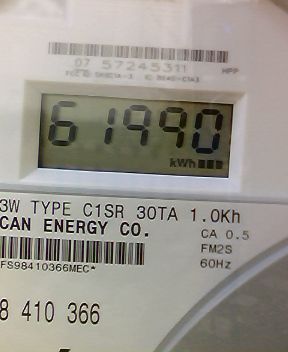 07 57245311
HPP
61990
kWh
3W TYPE C1SR 30TA 1.0Kh
CAN ENERGY CO.
CA 0.5
FM2S
FS98410366MEC*
60Hz
8 410 366